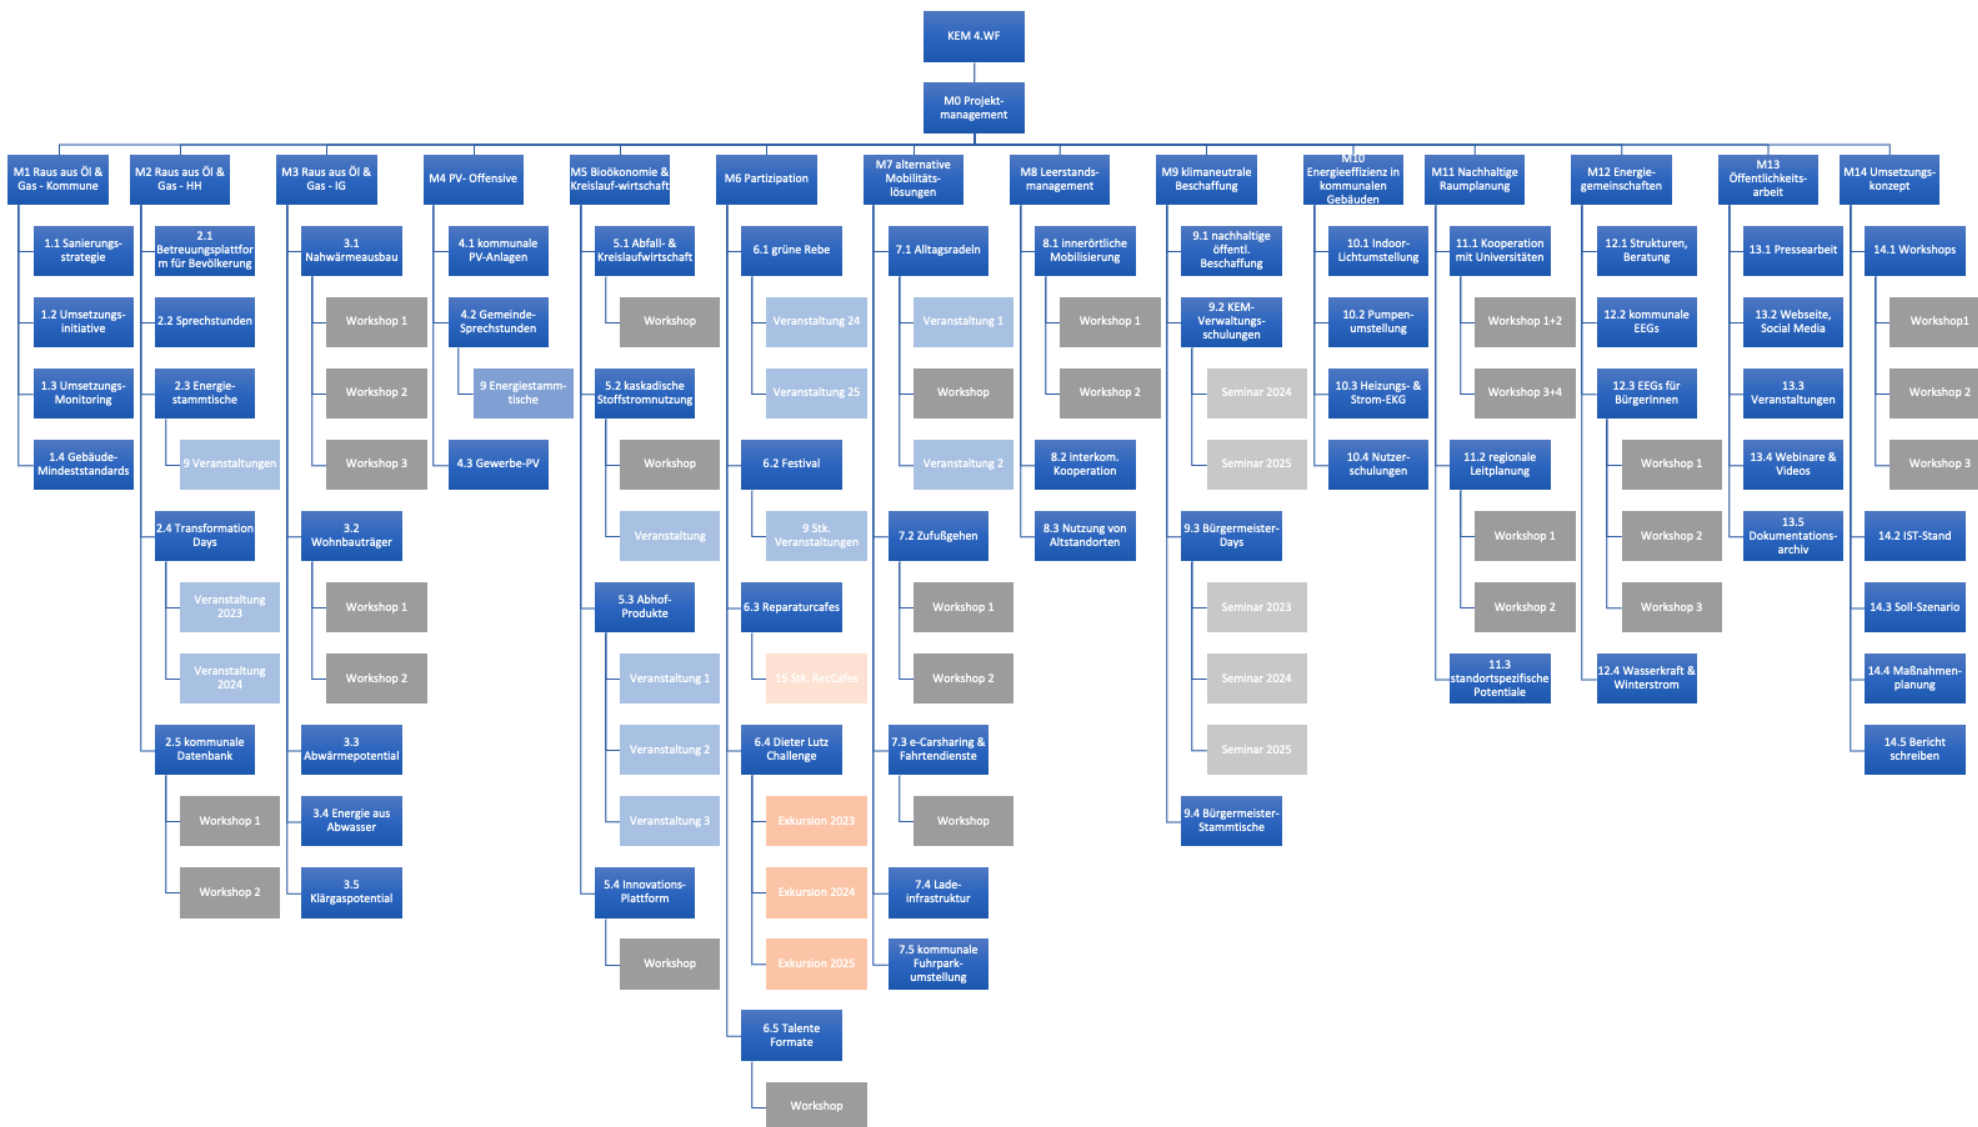 KEM 4.WF
M0 Projekt-
management
M1 Raus aus Öl &
Gas - Kommune
1.1 Sanierungs-
strategie
1.2 Umsetzungs-
initiative
1.3 Umsetzungs-
Monitoring
1.4 Gebäude-
Mindeststandards
M2 Raus aus Öl &
Gas - HH
2.1
Betreuungsplattfor
m für Bevölkerung
2.2 Sprechstunden
2.3 Energie-
stammtische
9 Veranstaltungen
2.4 Transformation
Days
Veranstaltung
2023
Veranstaltung
2024
2.5 kommunale
Datenbank
Workshop 1
Workshop 2
M3 Raus aus Öl &
Gas - IG
3.1
Nahwärmeausbau
Workshop 1
Workshop 2
Workshop 3
3.2
Wohnbauträger
Workshop 1
Workshop 2
3.3
Abwärmepotential
3.4 Energie aus
Abwasser
3.5
Klärgaspotential
M4 PV- Offensive
4.1 kommunale
PV-Anlagen
4.2 Gemeinde-
Sprechstunden
9 Energiestamm-
tische
4.3 Gewerbe-PV
M5 Bioökonomie &
Kreislauf-wirtschaft
5.1 Abfall- &
Kreislaufwirtschaft
Workshop
5.2 kaskadische
Stoffstromnutzung
Workshop
Veranstaltung
5.3 Abhof-
Produkte
Veranstaltung 1
Veranstaltung 2
Veranstaltung 3
5.4 Innovations-
Plattform
Workshop
M6 Partizipation
6.1 grüne Rebe
Veranstaltung 24
Veranstaltung 25
6.2 Festival
9 Stk.
Veranstaltungen
6.3 Reparaturcafes
15 Stk. RecCafes
6.4 Dieter Lutz
Challenge
Exkursion 2023
Exkursion 2024
Exkursion 2025
6.5 Talente
Formate
Workshop
M7 alternative
Mobilitäts-
lösungen
7.1 Alltagsradeln
Veranstaltung 1
Workshop
Veranstaltung 2
7.2 Zufußgehen
Workshop 1
Workshop 2
7.3 e-Carsharing &
Fahrtendienste
Workshop
7.4 Lade-
infrastruktur
7.5 kommunale
Fuhrpark-
umstellung
M8 Leerstands-
management
8.1 innerörtliche
Mobilisierung
Workshop 1
Workshop 2
8.2 interkom.
Kooperation
8.3 Nutzung von
Altstandorten
M9 klimaneutrale
Beschaffung
9.1 nachhaltige
öffentl.
Beschaffung
9.2 KEM-
Verwaltungs-
schulungen
Seminar 2024
Seminar 2025
9.3 Bürgermeister-
Days
Seminar 2023
Seminar 2024
Seminar 2025
9.4 Bürgermeister-
Stammtische
M10
Energieeffizienz in
kommunalen
Gebäuden
10.1 Indoor-
Lichtumstellung
10.2 Pumpen-
umstellung
10.3 Heizungs- &
Strom-EKG
10.4 Nutzer-
schulungen
M11 Nachhaltige
Raumplanung
11.1 Kooperation
mit Universitäten
Workshop 1+2
Workshop 3+4
11.2 regionale
Leitplanung
Workshop 1
Workshop 2
11.3
standortspezifische
Potentiale
M12 Energie-
gemeinschaften
12.1 Strukturen,
Beratung
12.2 kommunale
EEGs
12.3 EEGs für
BürgerInnen
Workshop 1
Workshop 2
Workshop 3
12.4 Wasserkraft &
Winterstrom
M13
Öffentlichkeits-
arbeit
13.1 Pressearbeit
13.2 Webseite,
Social Media
13.3
Veranstaltungen
13.4 Webinare &
Videos
13.5
Dokumentations-
archiv
M14 Umsetzungs-
konzept
14.1 Workshops
Workshop1
Workshop 2
Workshop 3
14.2 IST-Stand
14.3 Soll-Szenario
14.4 Maßnahmen-
planung
14.5 Bericht
schreiben